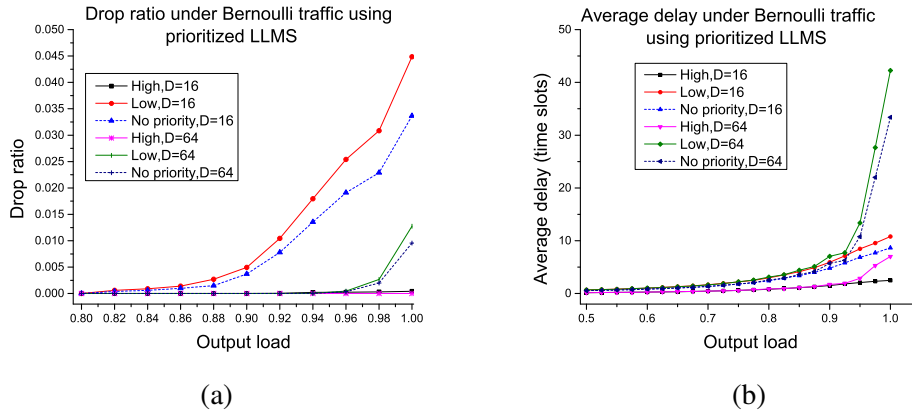 Drop ratio under Bernoulli traffic using
prioritized LLMS
0.050
0.045
0.040
0.035
0.030
0.025
0.020
0.015
0.010
0.005
0.000
Drop ratio
High,D=16
Low,D=16
No priority,D=16
High,D=64
Low,D=64
No priority,D=64
0.80 0.82 0.84 0.86 0.88 0.90 0.92 0.94 0.96 0.98 1.00
Output load
(a)
Average delay under Bernoulli traffic
using prioritized LLMS
50
40
30
20
10
0
Average delay (time slots)
High,D=16
Low,D=16
No priority,D=16
High,D=64
Low,D=64
No priority,D=64
0.5 0.6 0.7 0.8 0.9 1.0
Output load
(b)